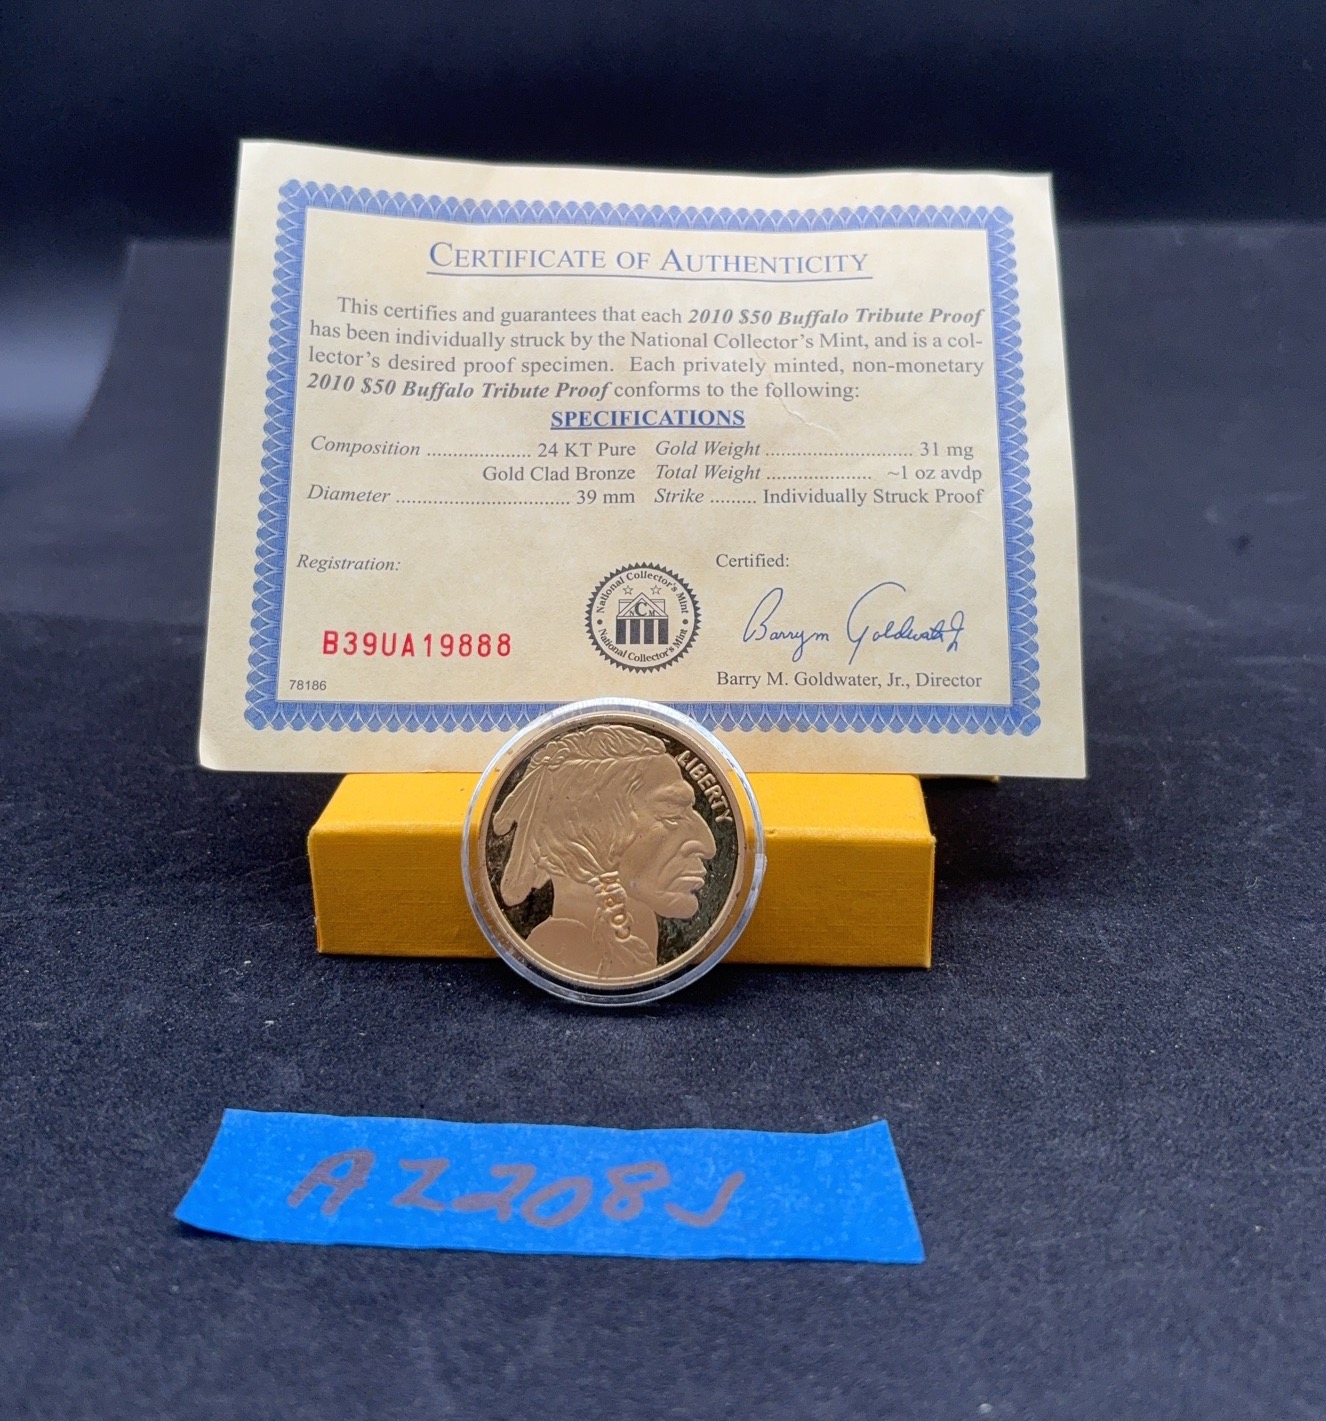 CERTIFICATE OF AUTHENTICITY
This certifies and guarantees that each 2010 $50 Buffalo Tribute Proof
has been individually struck by the National Collector's Mint, and is a col-
lector's desired proof specimen. Each privately minted, non-monetary
2010 $50 Buffalo Tribute Proof conforms to the following:
SPECIFICATIONS
Composition .................... 24 KT Pure Gold Weight ............................ 31 mg
Gold Clad Bronze Total Weight .................... ~1 oz avdp
Diameter ................................. 39 mm Strike ......... Individually Struck Proof
Registration: Certified:
National Collector's Mint
NCM
National Collector's Mint
Barry M Goldwater Jr
B39UA19888
78186
Barry M. Goldwater, Jr., Director
LIBERTY
COPY
AZ208J